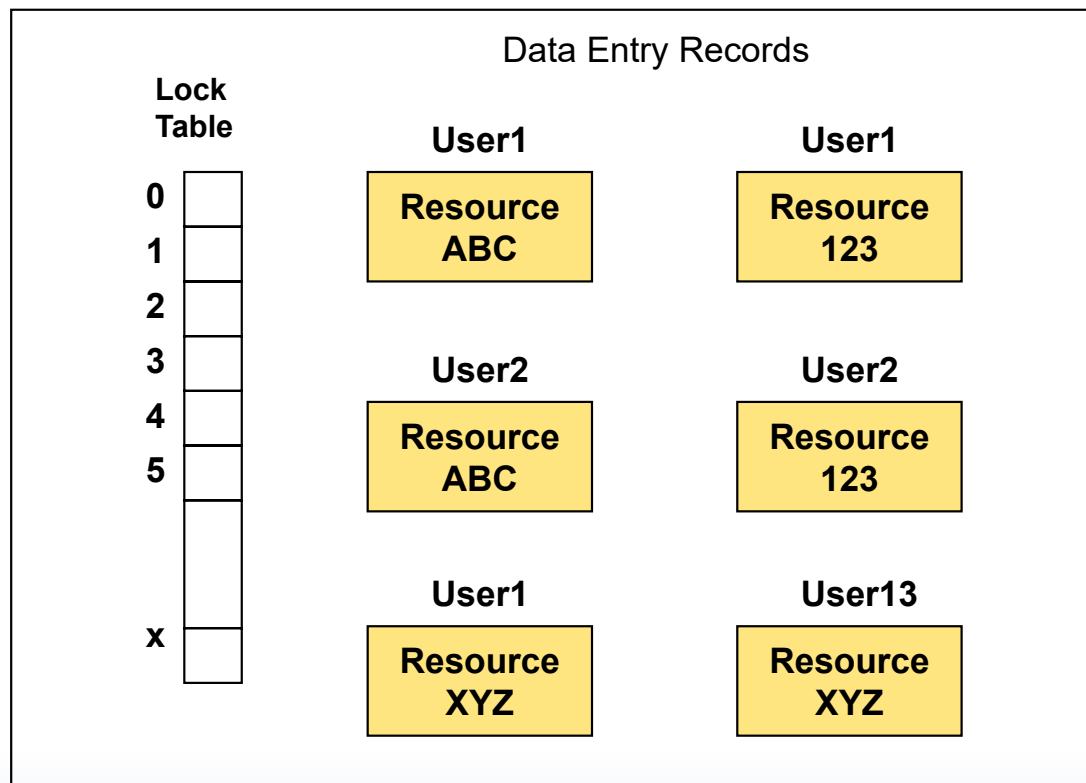 Data Entry Records
Lock
Table
0
1
2
3
4
5
x
User1
Resource
ABC
User1
Resource
123
User2
Resource
ABC
User2
Resource
123
User1
Resource
XYZ
User13
Resource
XYZ